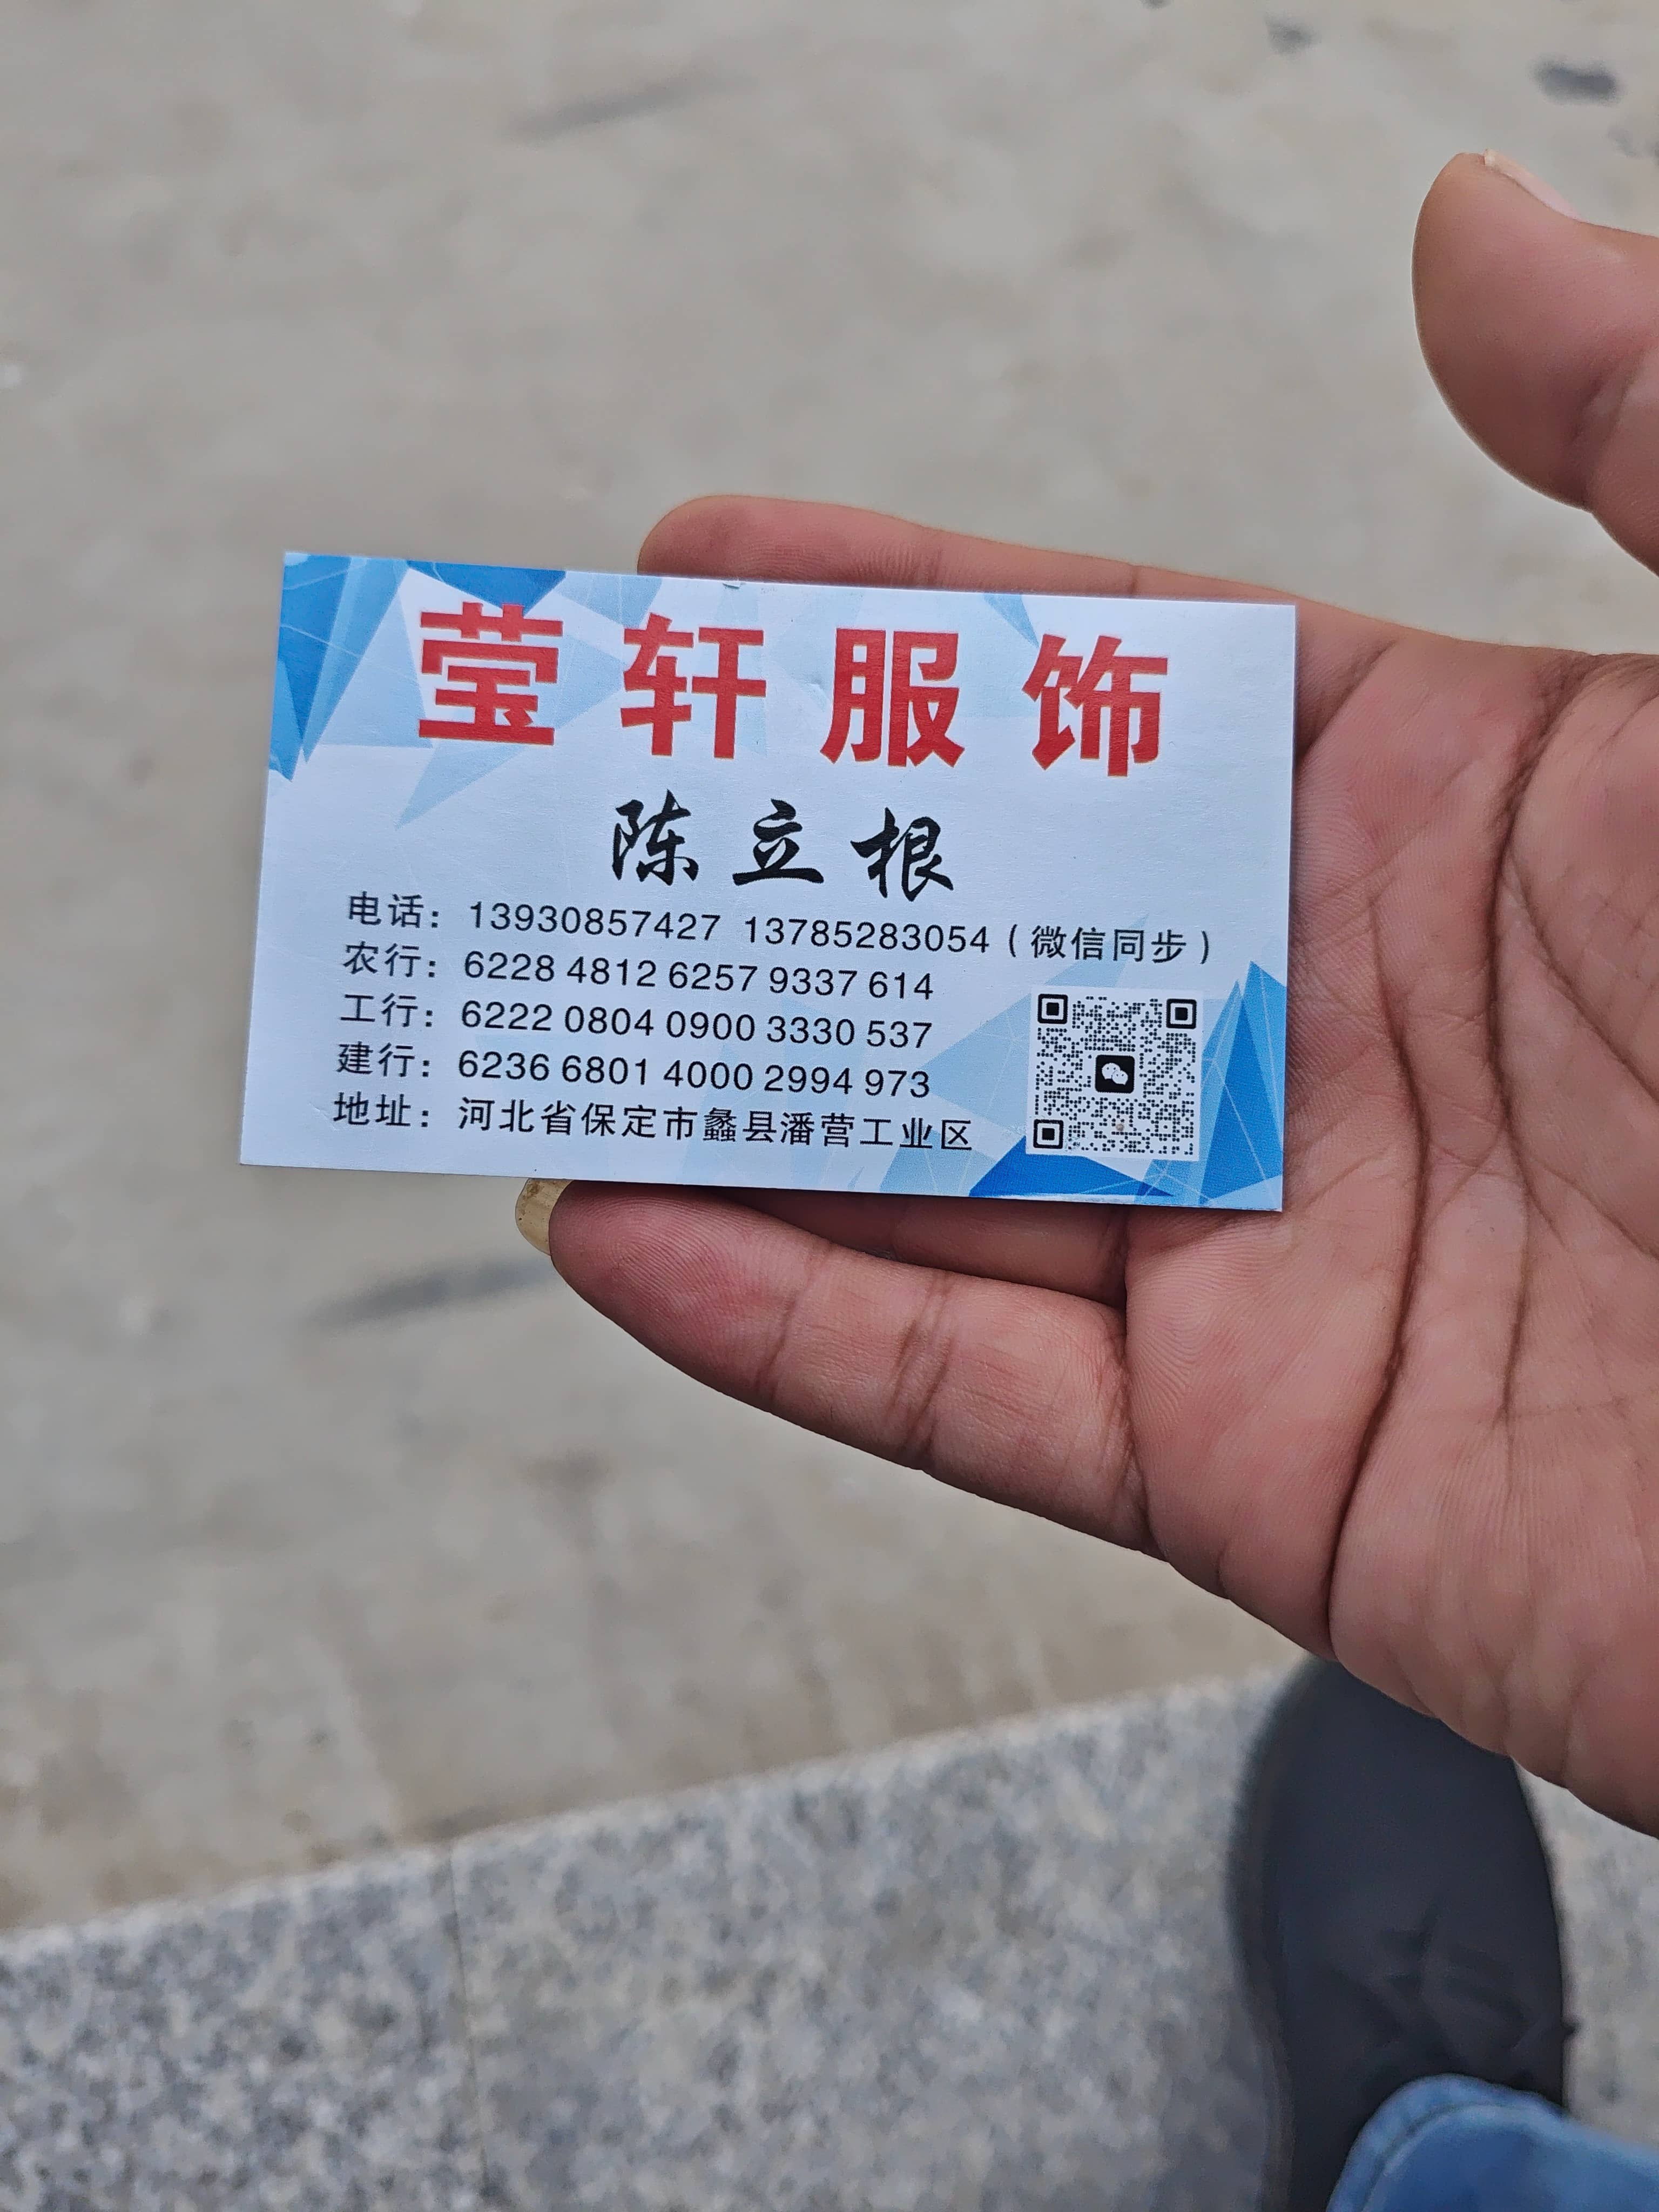 莹轩服饰
陈立根
电话：13930857427 13785283054（微信同步）
农行：6228 4812 6257 9337 614
工行：6222 0804 0900 3330 537
建行：6236 6801 4000 2994 973
地址：河北省保定市蠡县潘营工业区